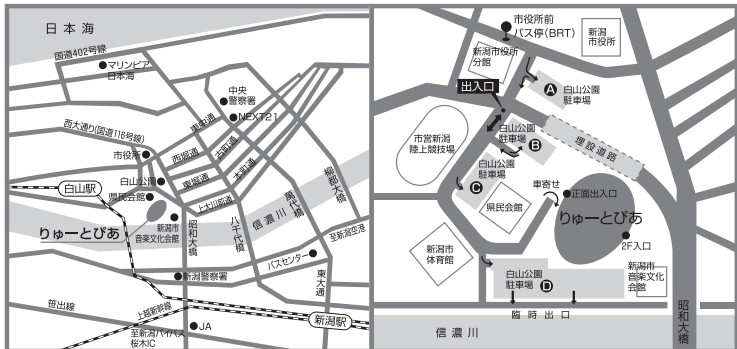 日本海
国道402号線
マリンピア
日本海
中央
警察署
NEXT21
西大通り(国道116号線)
東中通
古町通
本町通
西堀通
東堀通
上大川前通
市役所
白山公園
県民会館
白山駅
りゅーとぴあ
新潟市
音楽文化会館
昭和大橋
八千代橋
信濃川
萬代橋
柳都大橋
至新潟空港
バスセンター
東大通
新潟警察署
笹出線
上越新幹線
新潟駅
JA
至新潟バイパス
桜木IC
市役所前
バス停(BRT)
新潟
市役所
新潟市役所
分館
出入口
A
白山公園
駐車場
白山公園
駐車場
B
埋設道路
市営新潟
陸上競技場
白山公園
駐車場
C
車寄せ
正面出入口
りゅーとぴあ
県民会館
2F入口
新潟市
体育館
白山公園
駐車場
D
新潟市
音楽文化
会館
臨時出口
昭和大橋
信濃川